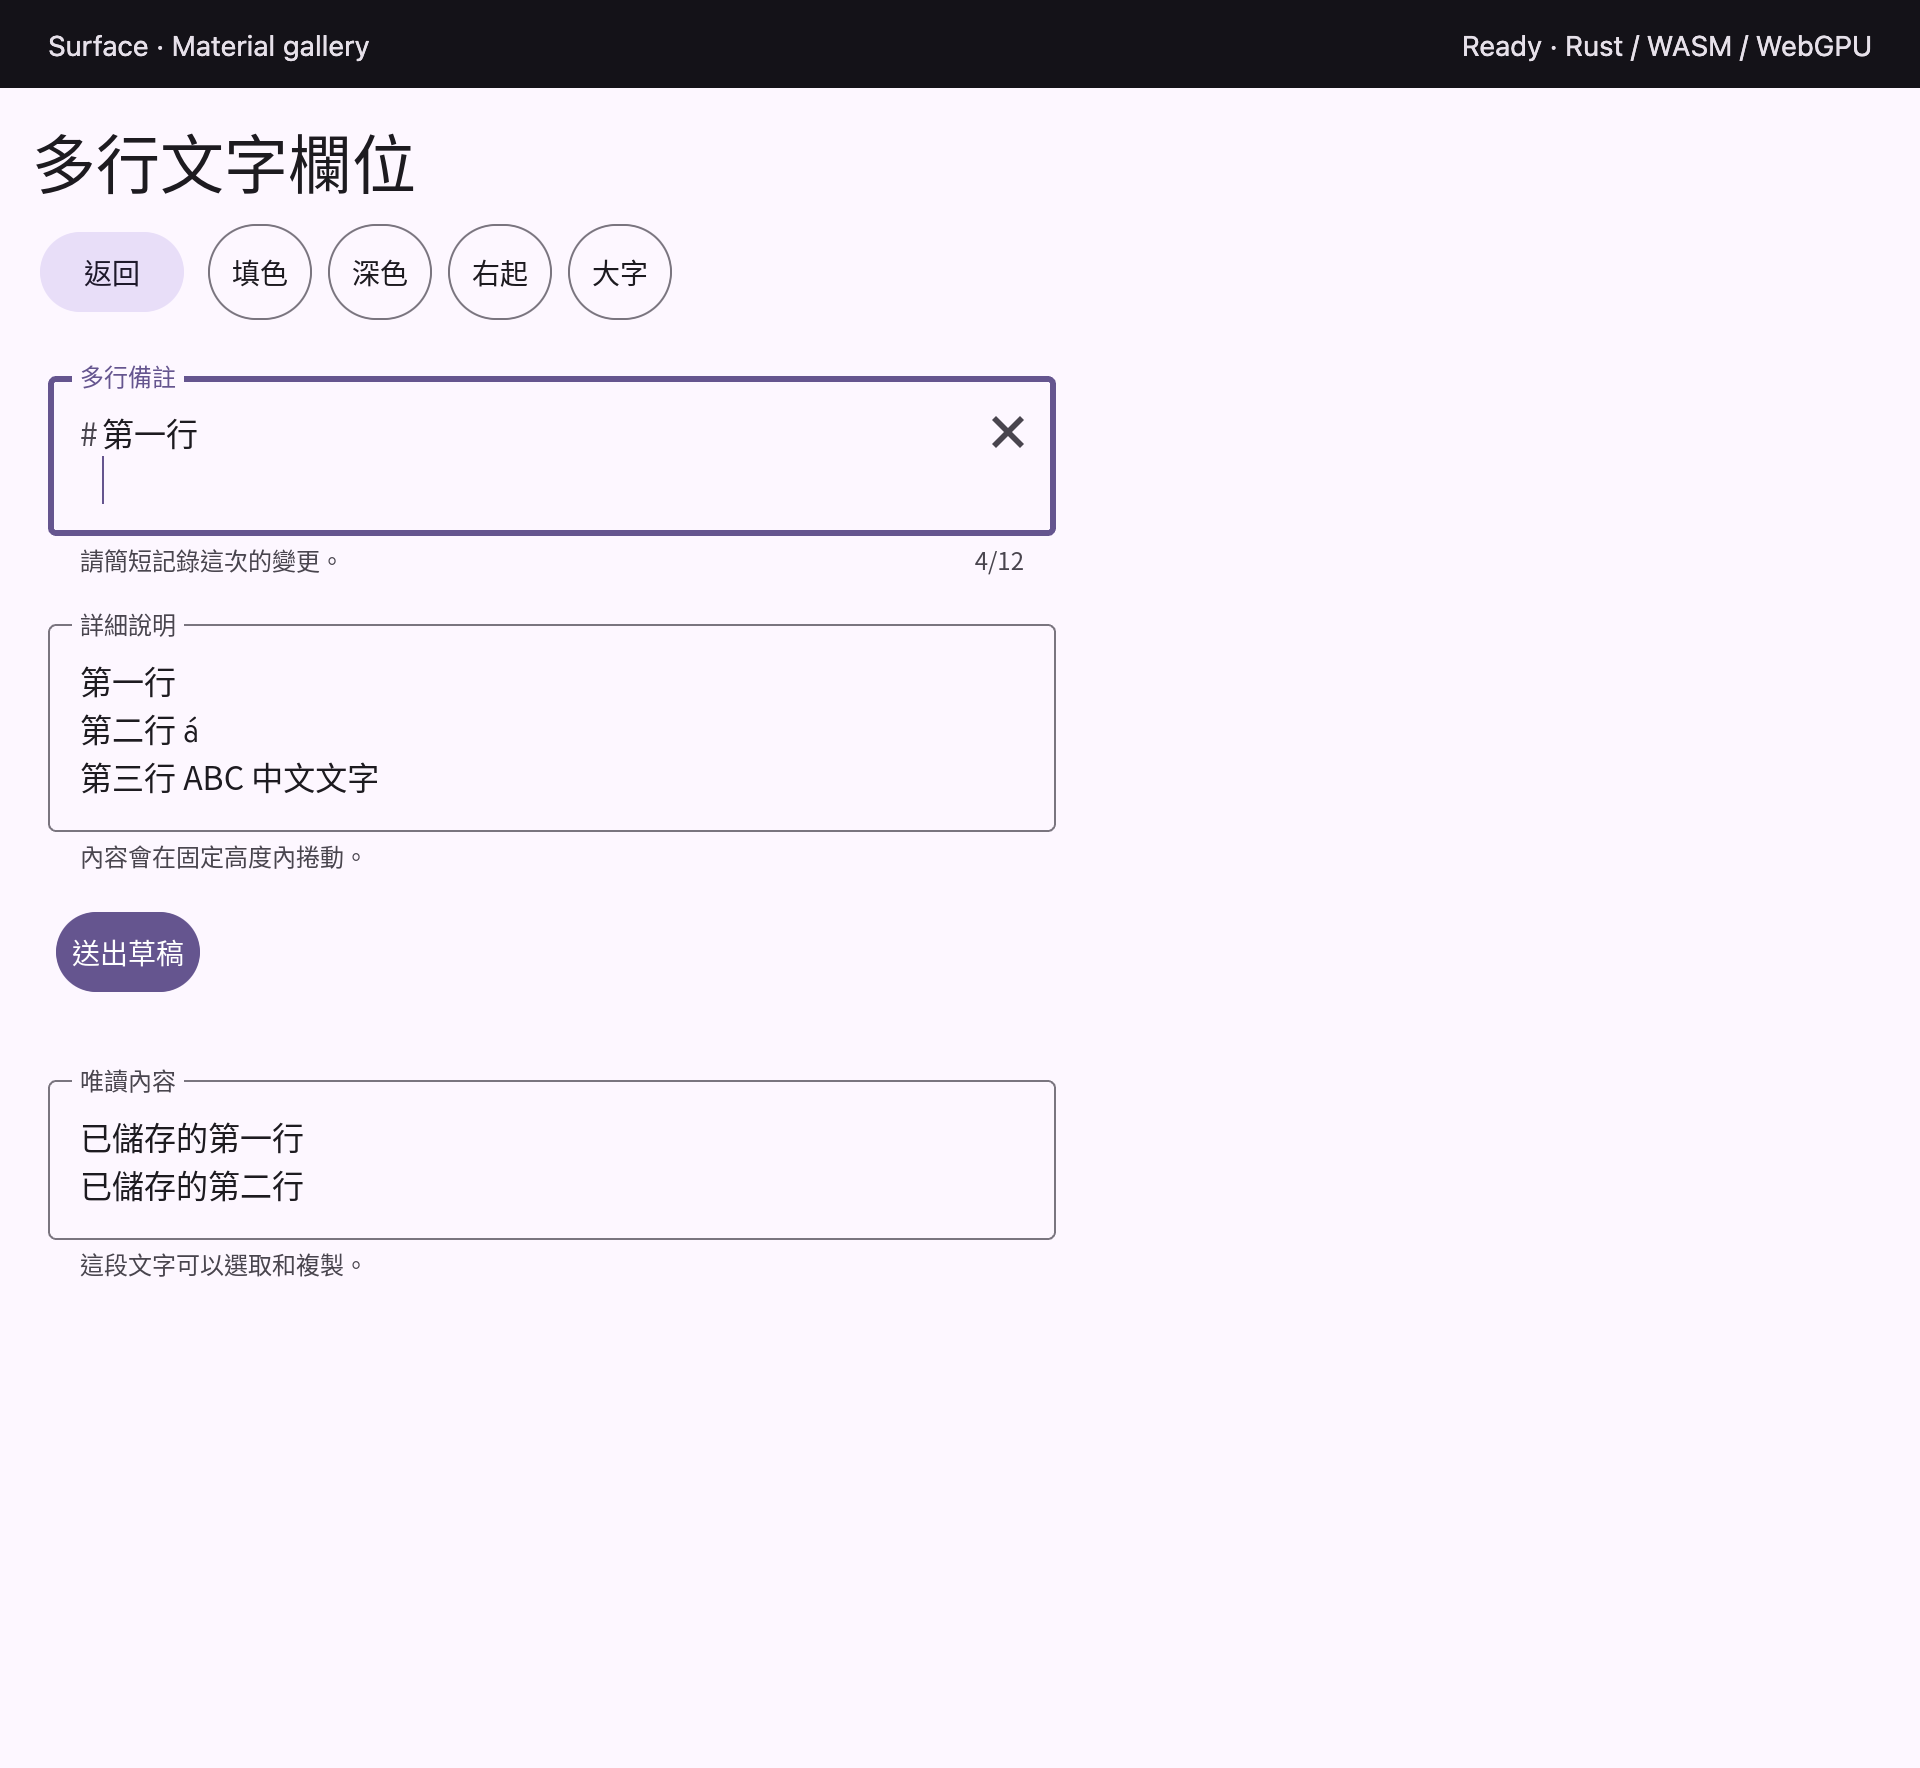 Surface · Material gallery
Ready · Rust / WASM / WebGPU
多行文字欄位
返回
填色
深色
右起
大字
多行備註
#第一行
請簡短記錄這次的變更。
4/12
詳細說明
第一行
第二行 á
第三行 ABC 中文文字
內容會在固定高度內捲動。
送出草稿
唯讀內容
已儲存的第一行
已儲存的第二行
這段文字可以選取和複製。